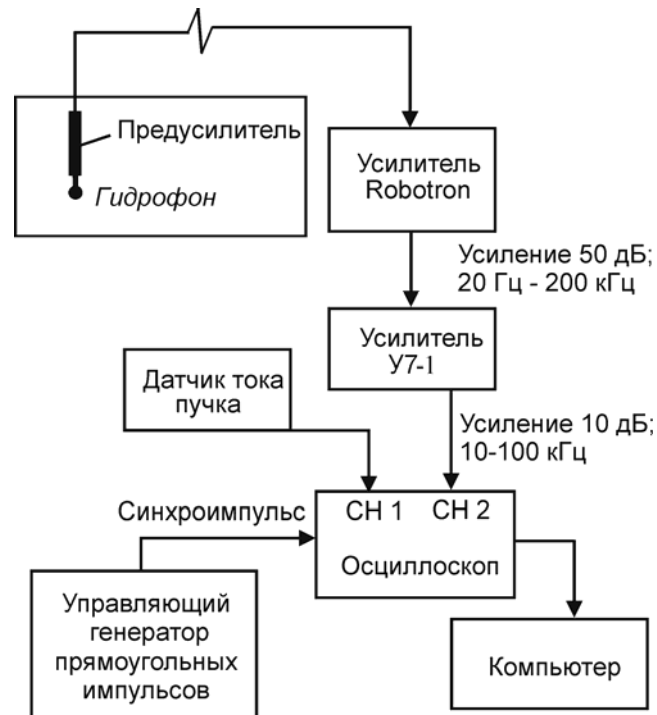 Предусилитель
Гидрофон
Усилитель
Robotron
Усиление 50 дБ;
20 Гц - 200 кГц
Усилитель
У7-1
Датчик тока
пучка
Усиление 10 дБ;
10-100 кГц
Синхроимпульс
CH 1 CH 2
Осциллоскоп
Управляющий
генератор
прямоугольных
импульсов
Компьютер